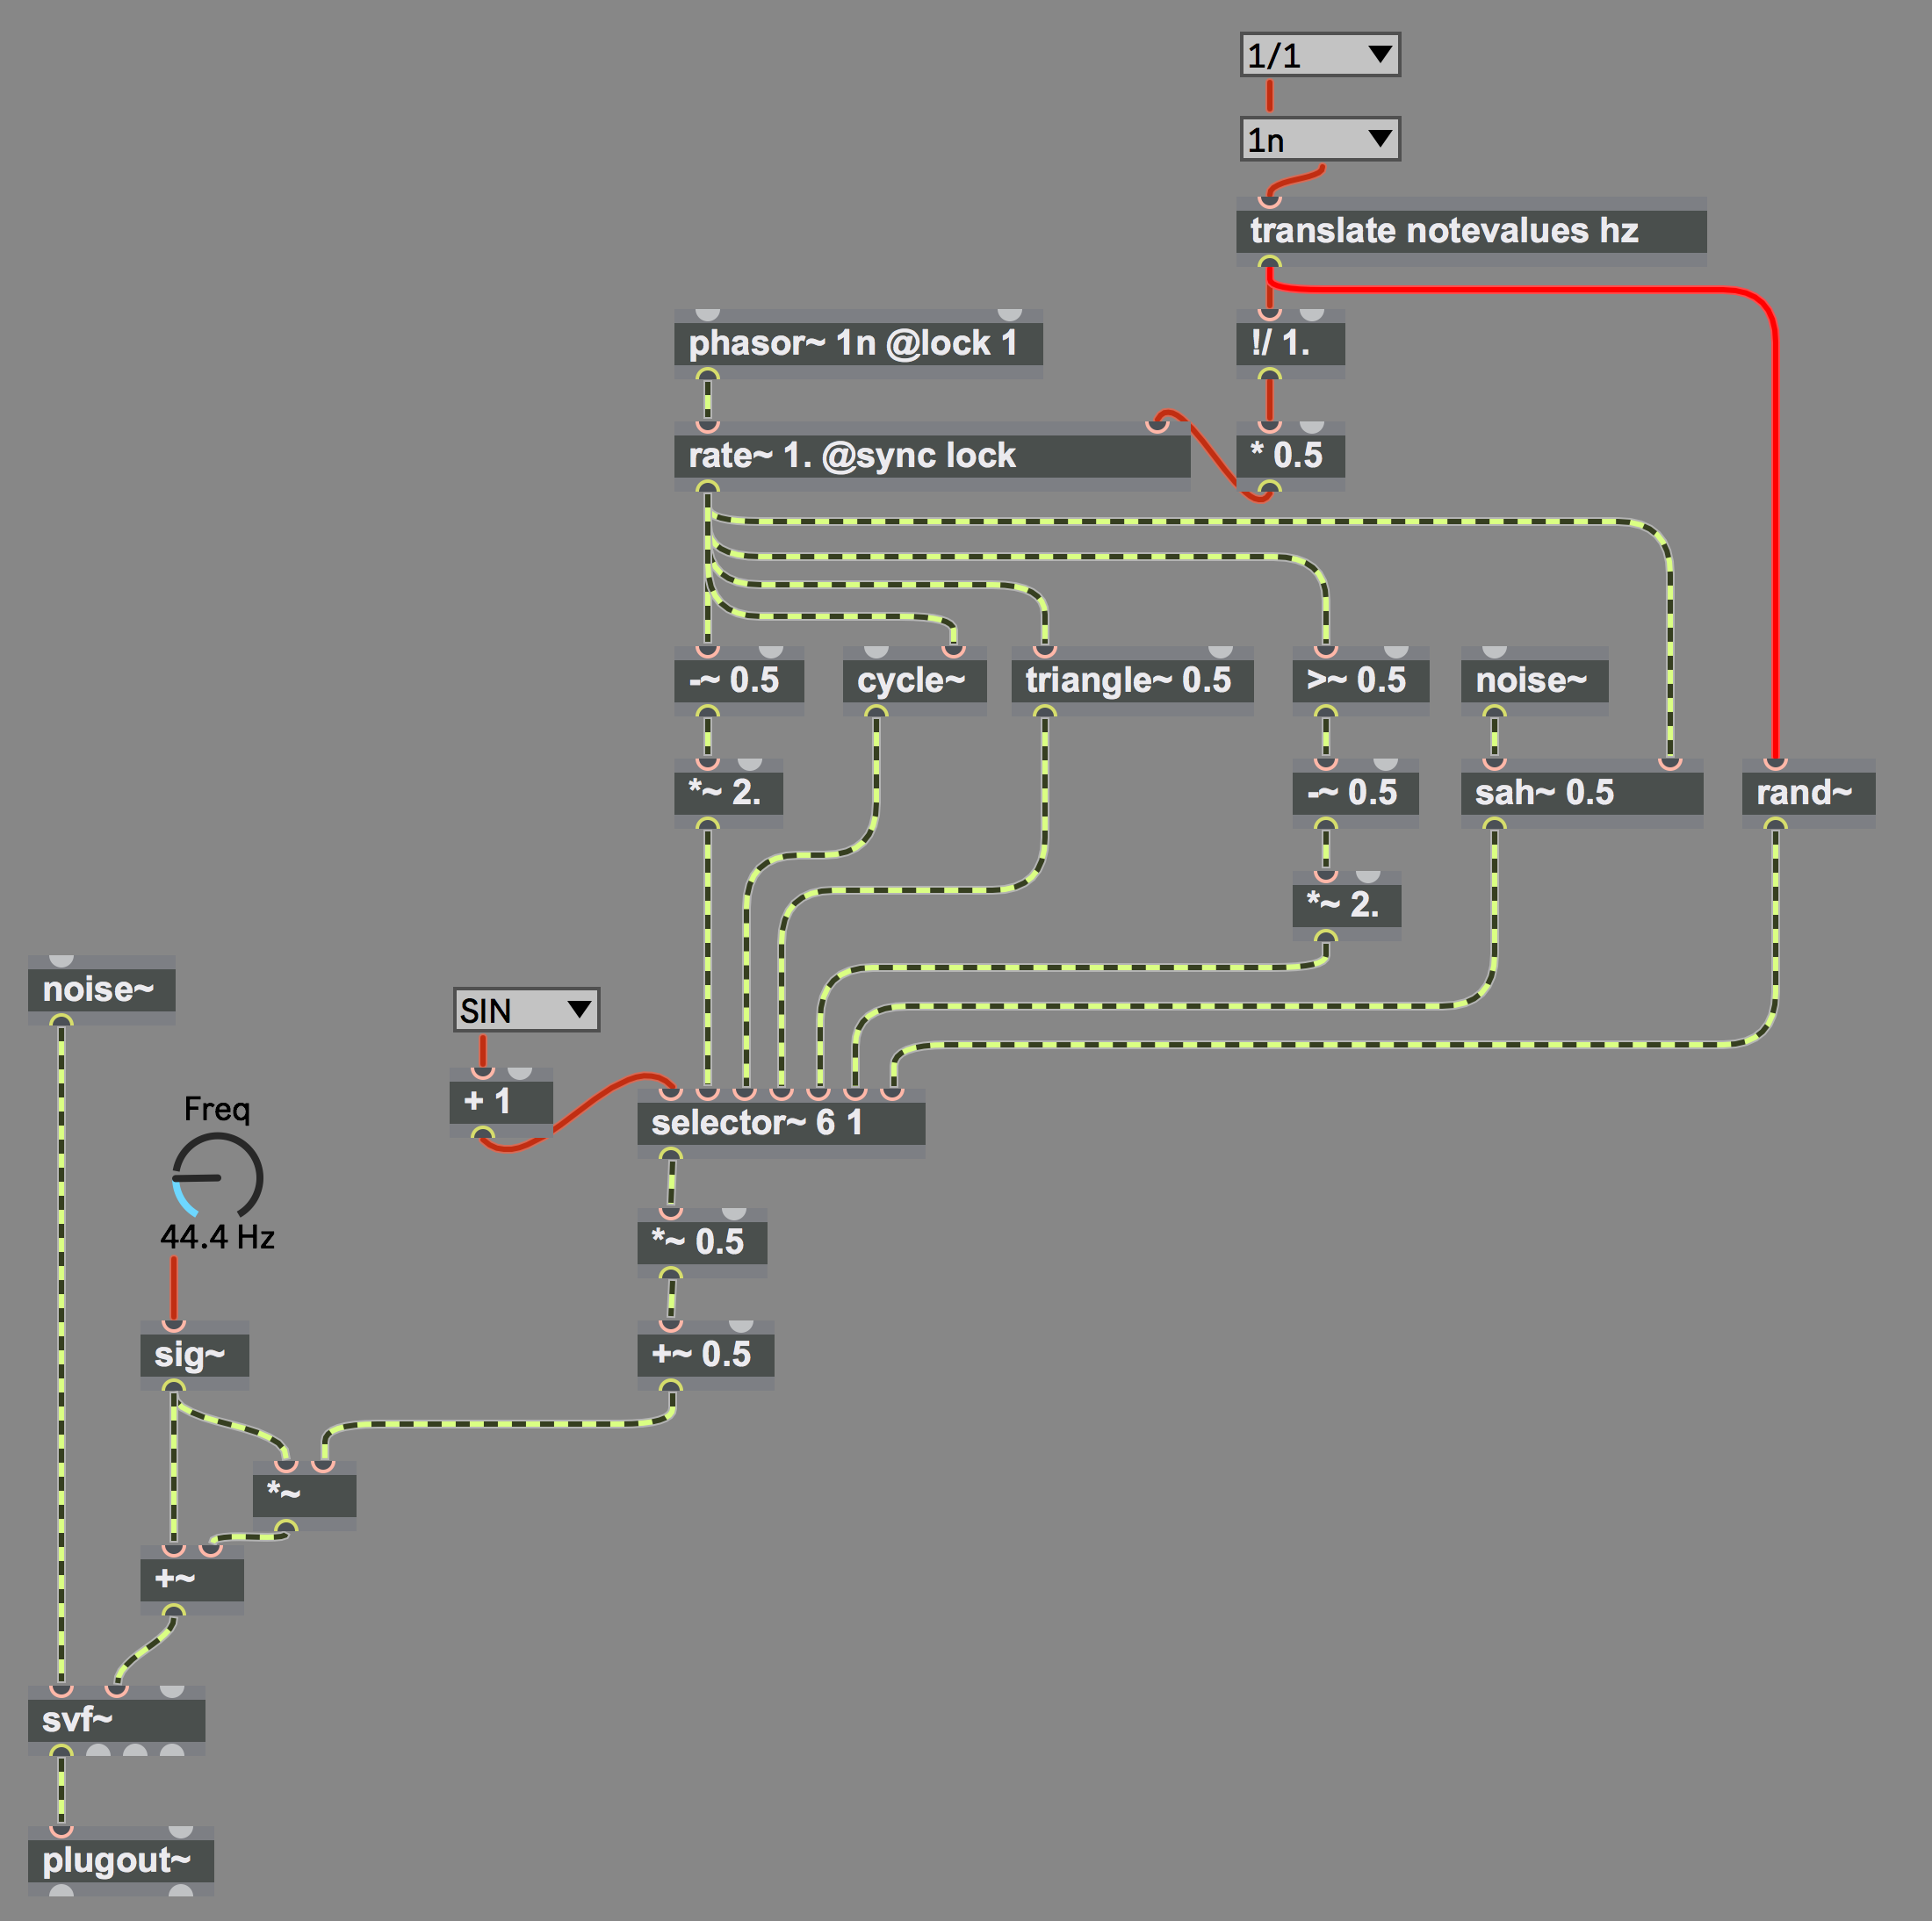 1/1
1n
translate notevalues hz
phasor~ 1n @lock 1
!/ 1.
rate~ 1. @sync lock
* 0.5
-~ 0.5
cycle~
triangle~ 0.5
>~ 0.5
noise~
*~ 2.
-~ 0.5
sah~ 0.5
rand~
*~ 2.
noise~
SIN
+ 1
selector~ 6 1
Freq
44.4 Hz
*~ 0.5
sig~
+~ 0.5
*~
+~
svf~
plugout~